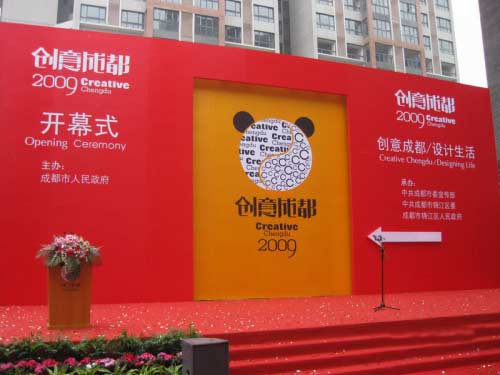 创意成都
2009 Creative
Chengdu
开幕式
Opening Ceremony
主办:
成都市人民政府
创意成都
Creative
Chengdu
2009
创意成都
2009 Creative
Chengdu
创意成都/设计生活
Creative Chengdu/Designing Life
承办:
中共成都市委宣传部
中共成都市锦江区委
成都市锦江区人民政府